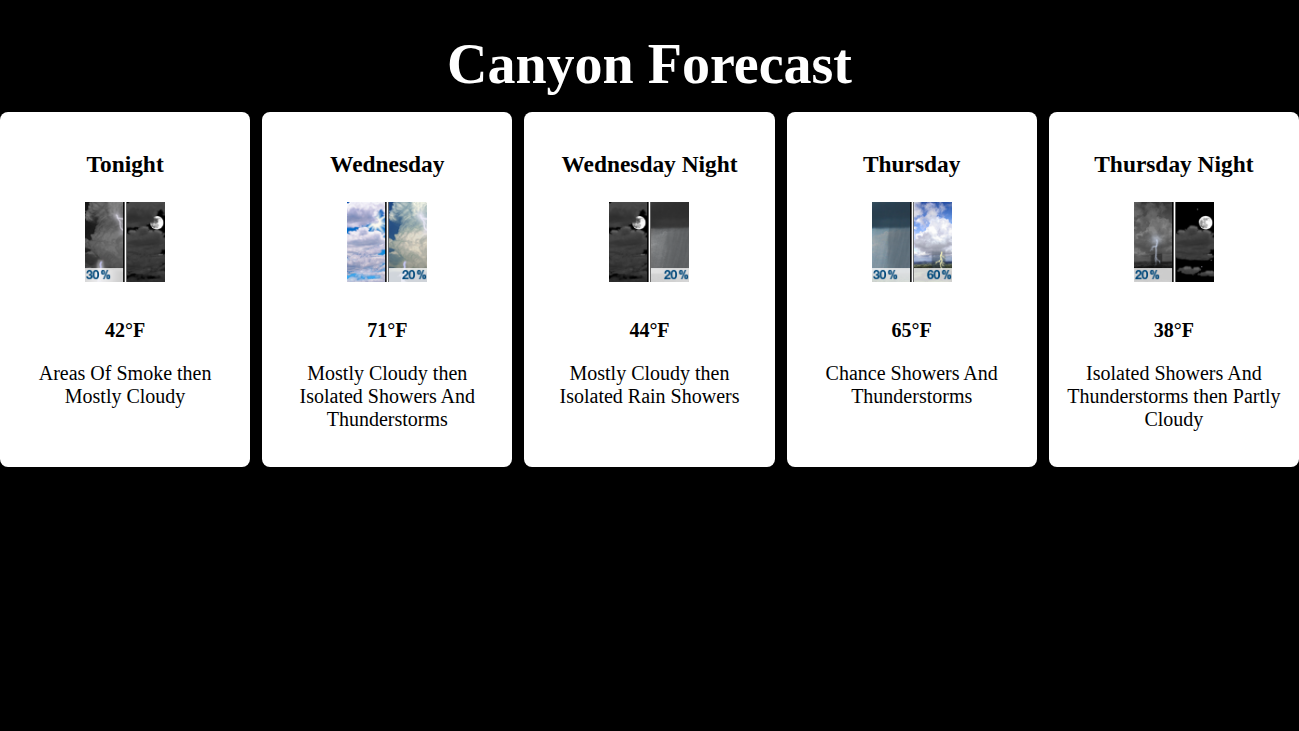 Canyon Forecast
Tonight
30%
42°F
Areas Of Smoke then
Mostly Cloudy
Wednesday
20%
71°F
Mostly Cloudy then
Isolated Showers And
Thunderstorms
Wednesday Night
20%
44°F
Mostly Cloudy then
Isolated Rain Showers
Thursday
30% 60%
65°F
Chance Showers And
Thunderstorms
Thursday Night
20%
38°F
Isolated Showers And
Thunderstorms then Partly
Cloudy